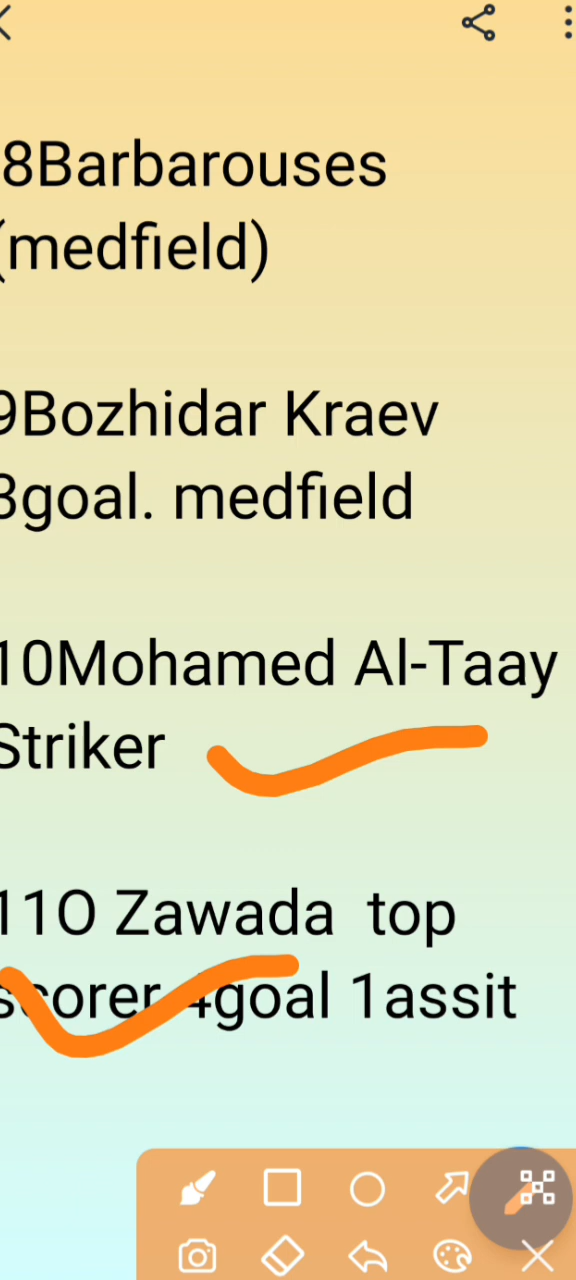 8Barbarouses
(medfield)
9Bozhidar Kraev
3goal. medfield
10Mohamed Al-Taay
Striker
11O Zawada top
scorer 4goal 1assit